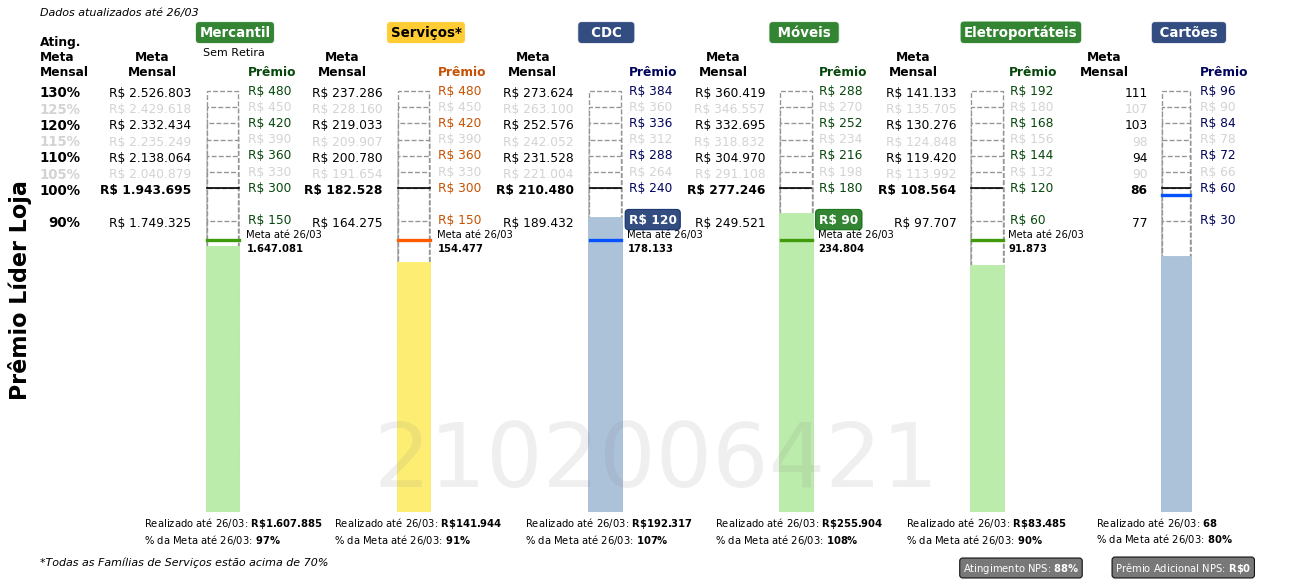 Dados atualizados até 26/03
Mercantil Serviços* CDC Móveis Eletroportáteis Cartões
Sem Retira
Ating. Meta Mensal
Meta Mensal Prêmio Meta Mensal Prêmio Meta Mensal Prêmio Meta Mensal Prêmio Meta Mensal Prêmio Meta Mensal Prêmio
130% R$ 2.526.803 R$ 480 R$ 237.286 R$ 480 R$ 273.624 R$ 384 R$ 360.419 R$ 288 R$ 141.133 R$ 192 111 R$ 96
125% R$ 2.429.618 R$ 450 R$ 228.160 R$ 450 R$ 263.100 R$ 360 R$ 346.557 R$ 270 R$ 135.705 R$ 180 107 R$ 90
120% R$ 2.332.434 R$ 420 R$ 219.033 R$ 420 R$ 252.576 R$ 336 R$ 332.695 R$ 252 R$ 130.276 R$ 168 103 R$ 84
115% R$ 2.235.249 R$ 390 R$ 209.907 R$ 390 R$ 242.052 R$ 312 R$ 318.832 R$ 234 R$ 124.848 R$ 156 98 R$ 78
110% R$ 2.138.064 R$ 360 R$ 200.780 R$ 360 R$ 231.528 R$ 288 R$ 304.970 R$ 216 R$ 119.420 R$ 144 94 R$ 72
105% R$ 2.040.879 R$ 330 R$ 191.654 R$ 330 R$ 221.004 R$ 264 R$ 291.108 R$ 198 R$ 113.992 R$ 132 90 R$ 66
100% R$ 1.943.695 R$ 300 R$ 182.528 R$ 300 R$ 210.480 R$ 240 R$ 277.246 R$ 180 R$ 108.564 R$ 120 86 R$ 60
90% R$ 1.749.325 R$ 150 R$ 164.275 R$ 150 R$ 189.432 R$ 120 R$ 249.521 R$ 90 R$ 97.707 R$ 60 77 R$ 30
Meta até 26/03 Meta até 26/03 Meta até 26/03 Meta até 26/03 Meta até 26/03
1.647.081 154.477 178.133 234.804 91.873
Prêmio Líder Loja
2102006421
Realizado até 26/03: R$1.607.885 Realizado até 26/03: R$141.944 Realizado até 26/03: R$192.317 Realizado até 26/03: R$255.904 Realizado até 26/03: R$83.485 Realizado até 26/03: 68
% da Meta até 26/03: 97% % da Meta até 26/03: 91% % da Meta até 26/03: 107% % da Meta até 26/03: 108% % da Meta até 26/03: 90% % da Meta até 26/03: 80%
*Todas as Famílias de Serviços estão acima de 70%
Atingimento NPS: 88% Prêmio Adicional NPS: R$0